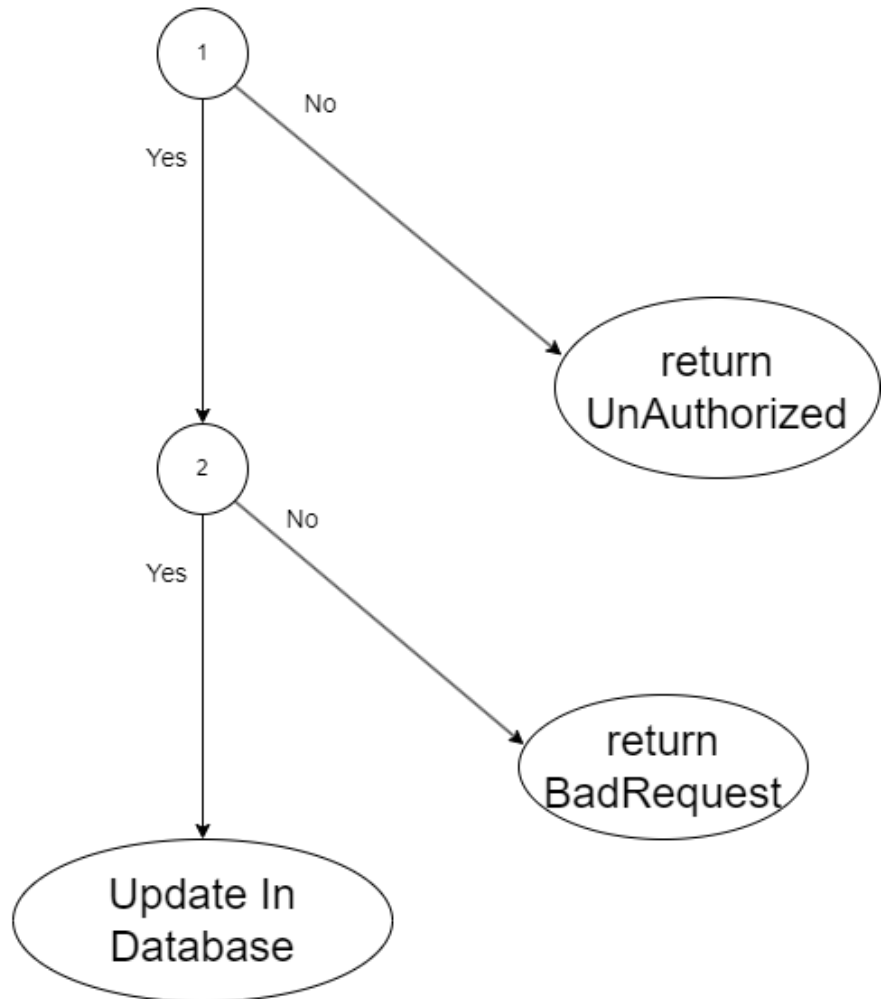 1
No
Yes
return
UnAuthorized
2
No
Yes
return
BadRequest
Update In
Database